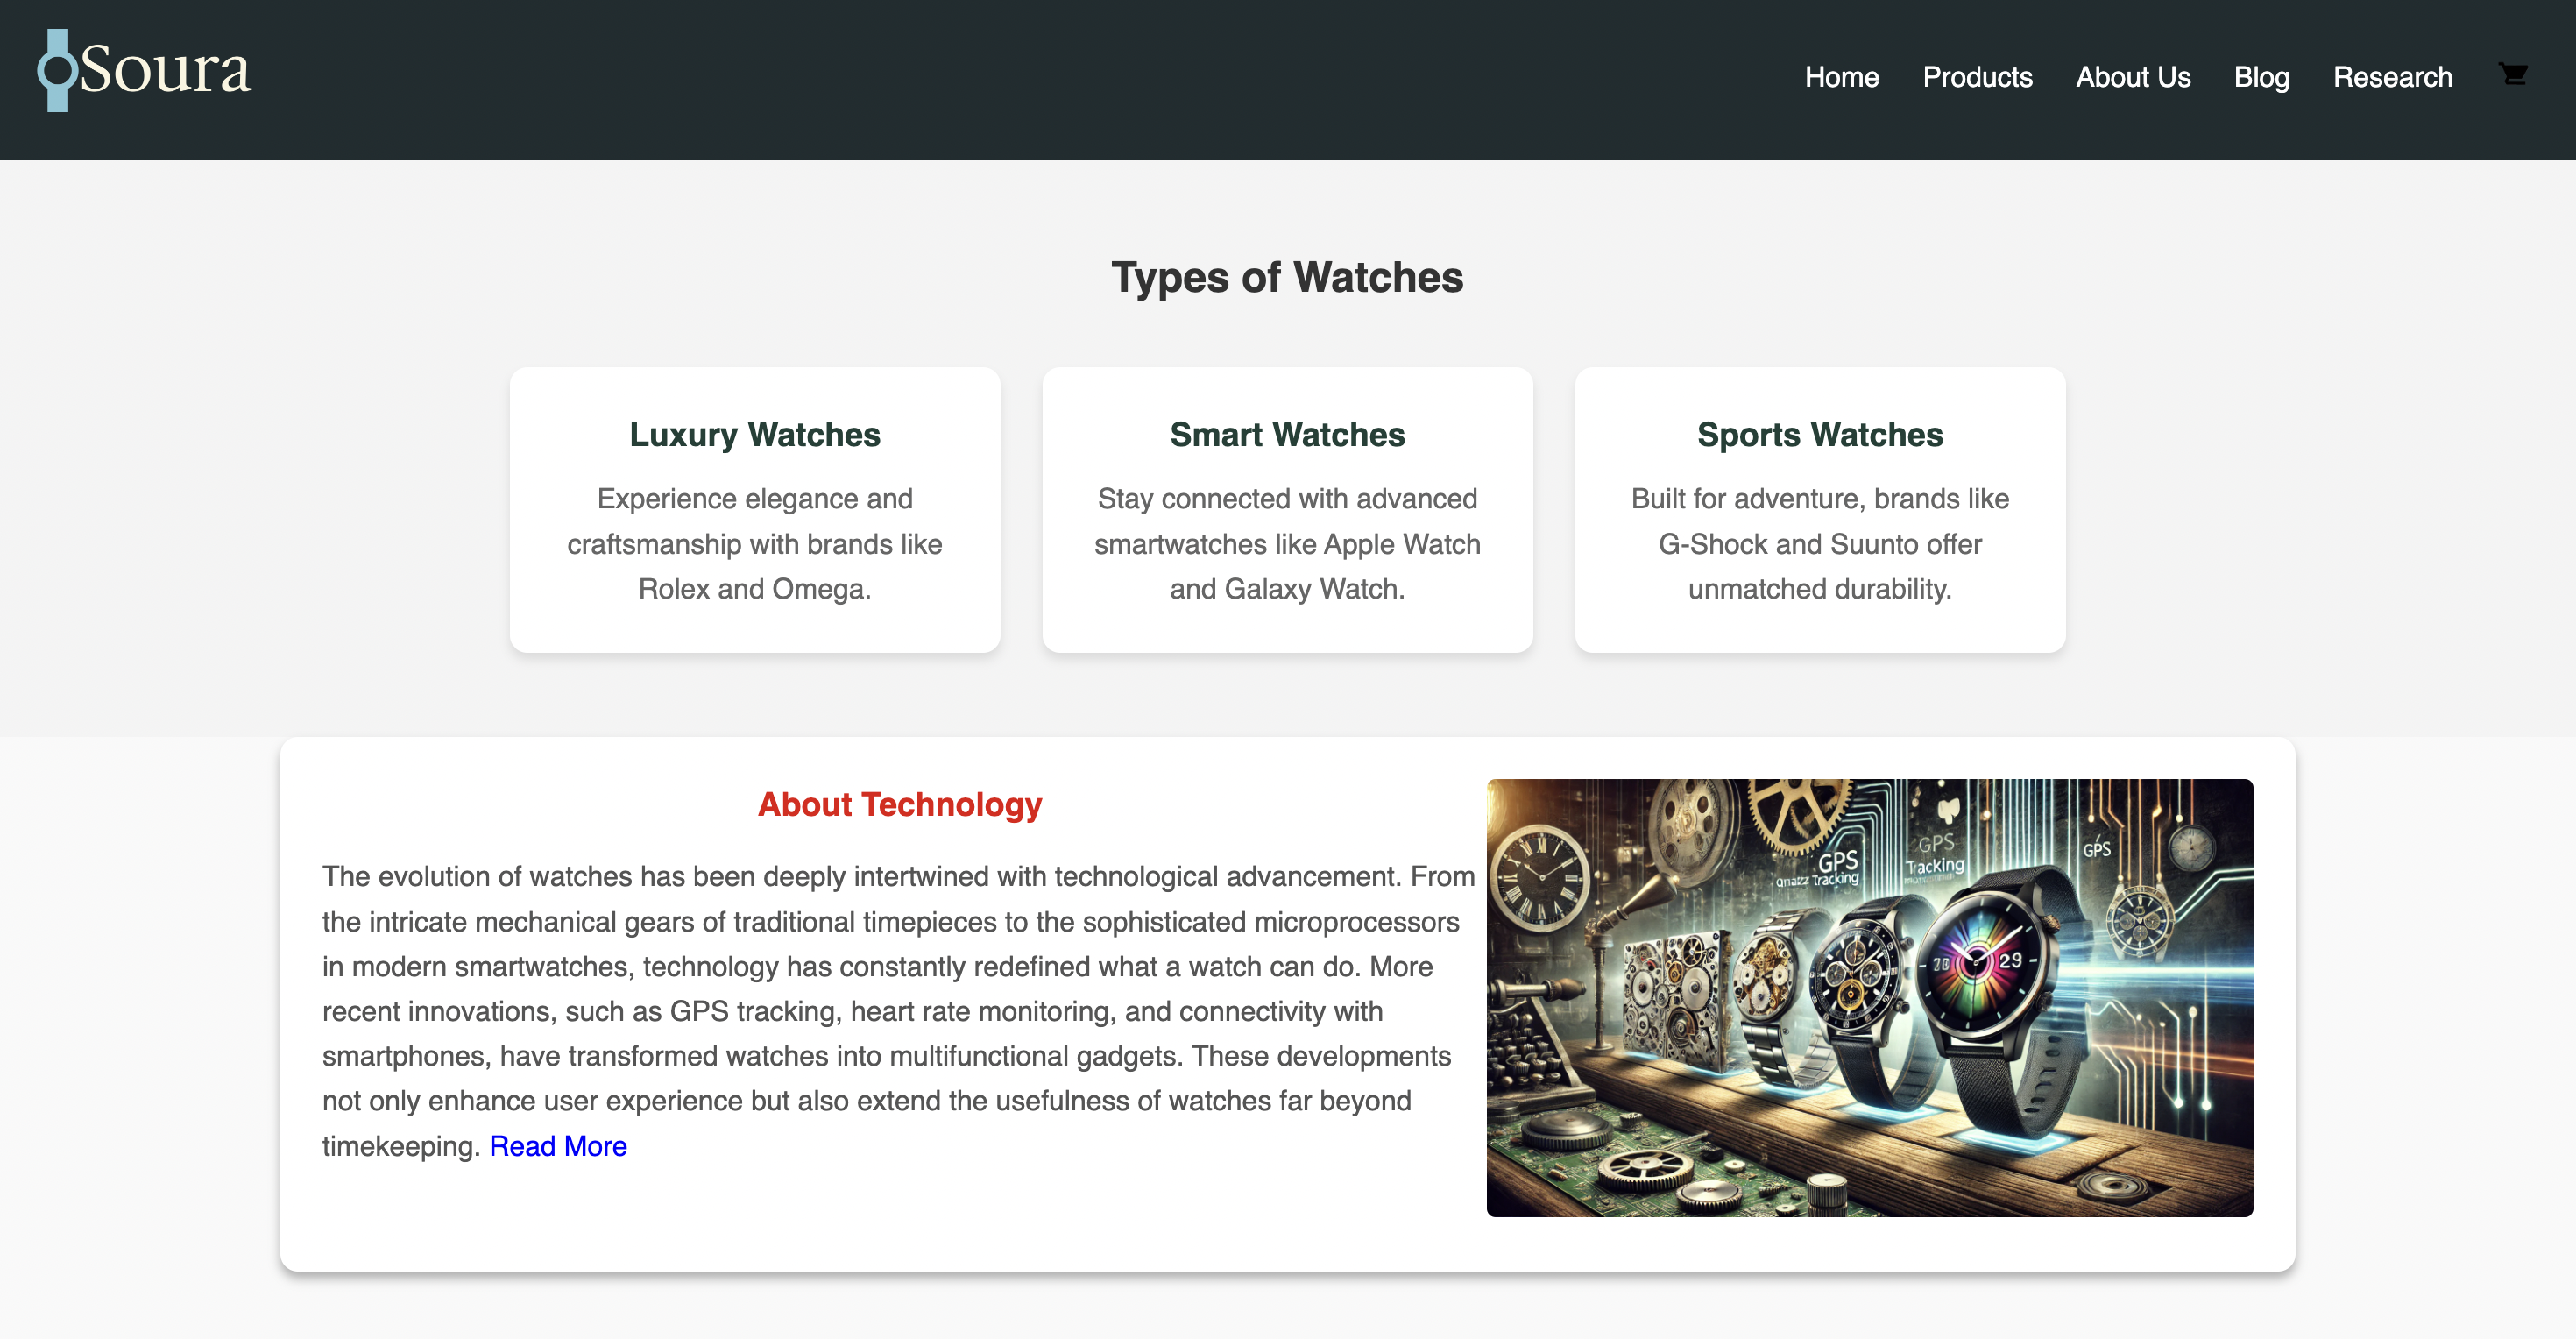 Soura
Home Products About Us Blog Research
Types of Watches
Luxury Watches
Experience elegance and
craftsmanship with brands like
Rolex and Omega.
Smart Watches
Stay connected with advanced
smartwatches like Apple Watch
and Galaxy Watch.
Sports Watches
Built for adventure, brands like
G-Shock and Suunto offer
unmatched durability.
About Technology
The evolution of watches has been deeply intertwined with technological advancement. From
the intricate mechanical gears of traditional timepieces to the sophisticated microprocessors
in modern smartwatches, technology has constantly redefined what a watch can do. More
recent innovations, such as GPS tracking, heart rate monitoring, and connectivity with
smartphones, have transformed watches into multifunctional gadgets. These developments
not only enhance user experience but also extend the usefulness of watches far beyond
timekeeping. Read More
GPS
Tracking
GPS
Tracking
GPS
29